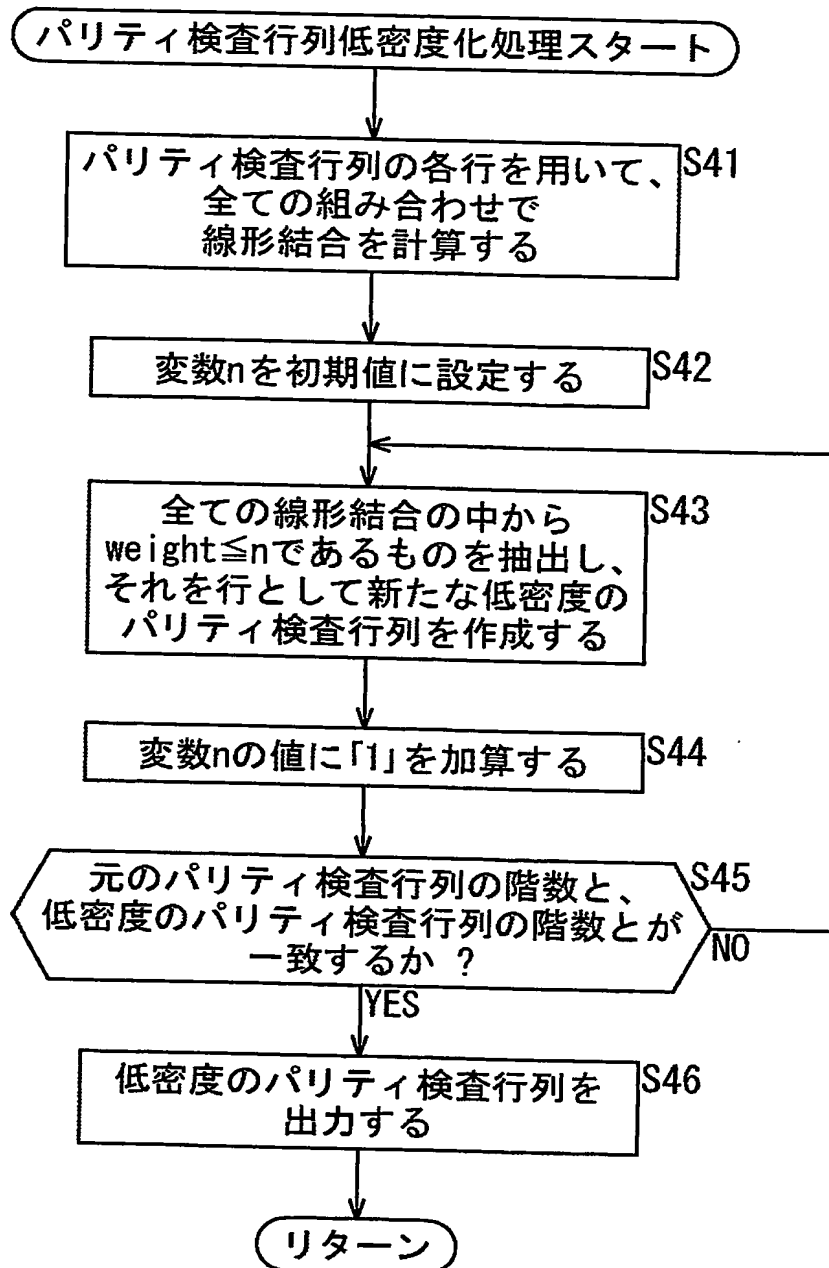 パリティ検査行列低密度化処理スタート
パリティ検査行列の各行を用いて、
全ての組み合わせで
線形結合を計算する
S41
変数nを初期値に設定する
S42
全ての線形結合の中から
weight≦nであるものを抽出し、
それを行として新たな低密度の
パリティ検査行列を作成する
S43
変数nの値に「1」を加算する
S44
元のパリティ検査行列の階数と、
低密度のパリティ検査行列の階数とが
一致するか ?
S45
NO
YES
低密度のパリティ検査行列を
出力する
S46
リターン